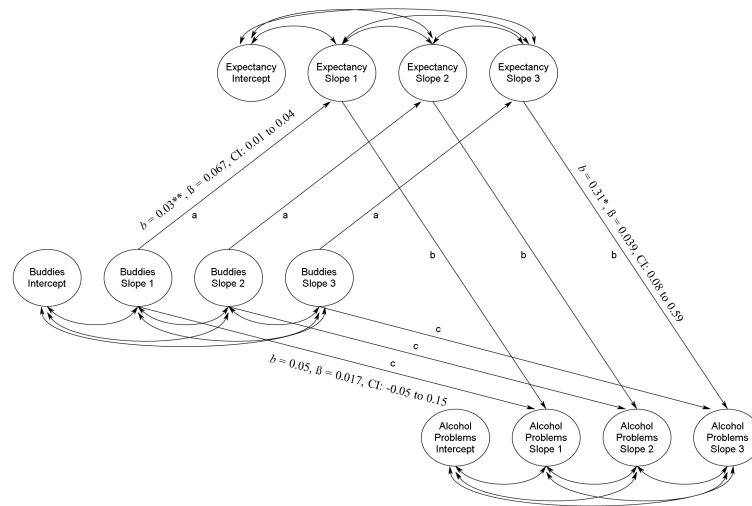 Expectancy
Intercept
Expectancy
Slope 1
Expectancy
Slope 2
Expectancy
Slope 3
b = 0.03**, ß = 0.067, CI: 0.01 to 0.04
a
a
a
b = 0.31*, ß = 0.039, CI: 0.08 to 0.59
b
b
b
Buddies
Intercept
Buddies
Slope 1
Buddies
Slope 2
Buddies
Slope 3
c
c
c
b = 0.05, ß = 0.017, CI: -0.05 to 0.15
Alcohol
Problems
Intercept
Alcohol
Problems
Slope 1
Alcohol
Problems
Slope 2
Alcohol
Problems
Slope 3